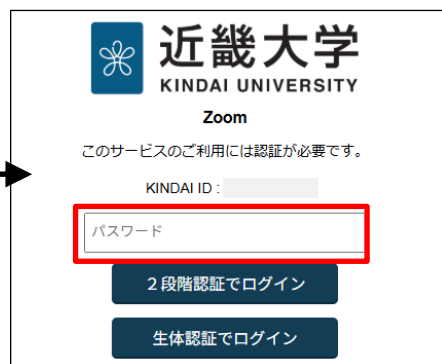 近畿大学
KINDAI UNIVERSITY
Zoom
このサービスのご利用には認証が必要です。
KINDAI ID :
パスワード
２段階認証でログイン
生体認証でログイン